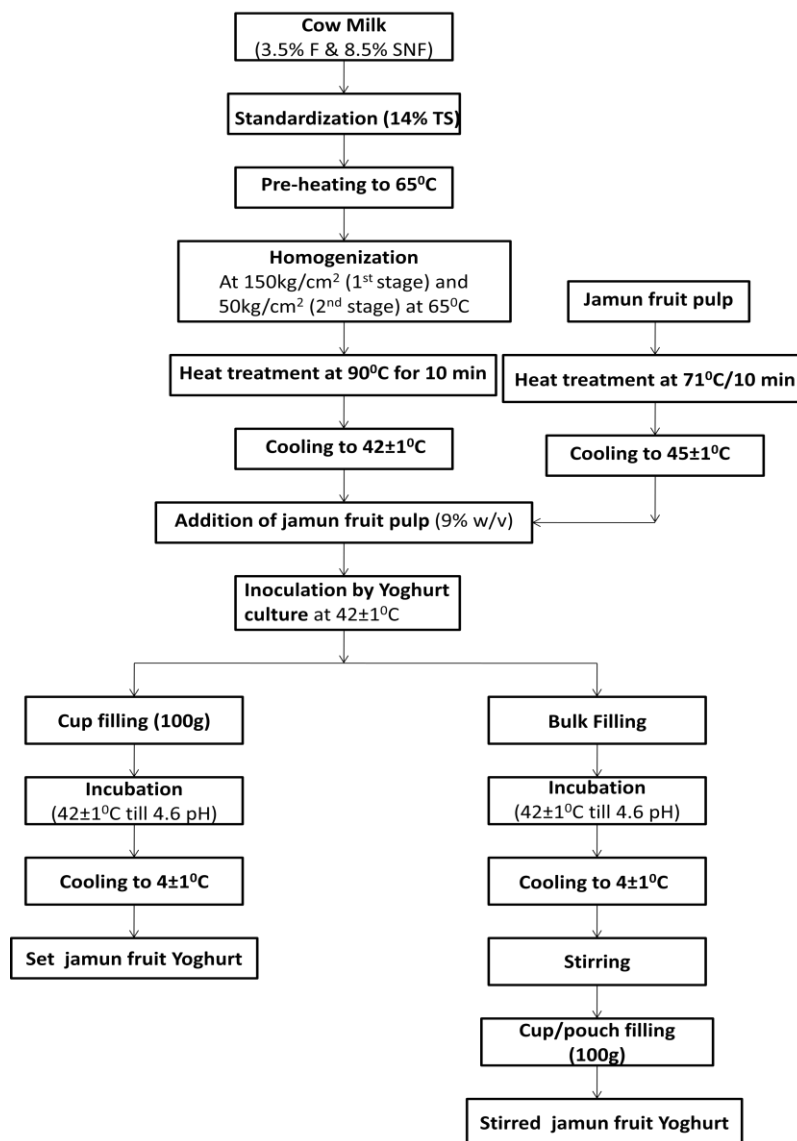 Cow Milk
(3.5% F & 8.5% SNF)
Standardization (14% TS)
Pre-heating to 65⁰C
Homogenization
At 150kg/cm² (1ˢᵗ stage) and
50kg/cm² (2ⁿᵈ stage) at 65⁰C
Jamun fruit pulp
Heat treatment at 90⁰C for 10 min
Heat treatment at 71⁰C/10 min
Cooling to 42±1⁰C
Cooling to 45±1⁰C
Addition of jamun fruit pulp (9% w/v)
Inoculation by Yoghurt
culture at 42±1⁰C
Cup filling (100g)
Bulk Filling
Incubation
(42±1⁰C till 4.6 pH)
Incubation
(42±1⁰C till 4.6 pH)
Cooling to 4±1⁰C
Cooling to 4±1⁰C
Set jamun fruit Yoghurt
Stirring
Cup/pouch filling
(100g)
Stirred jamun fruit Yoghurt